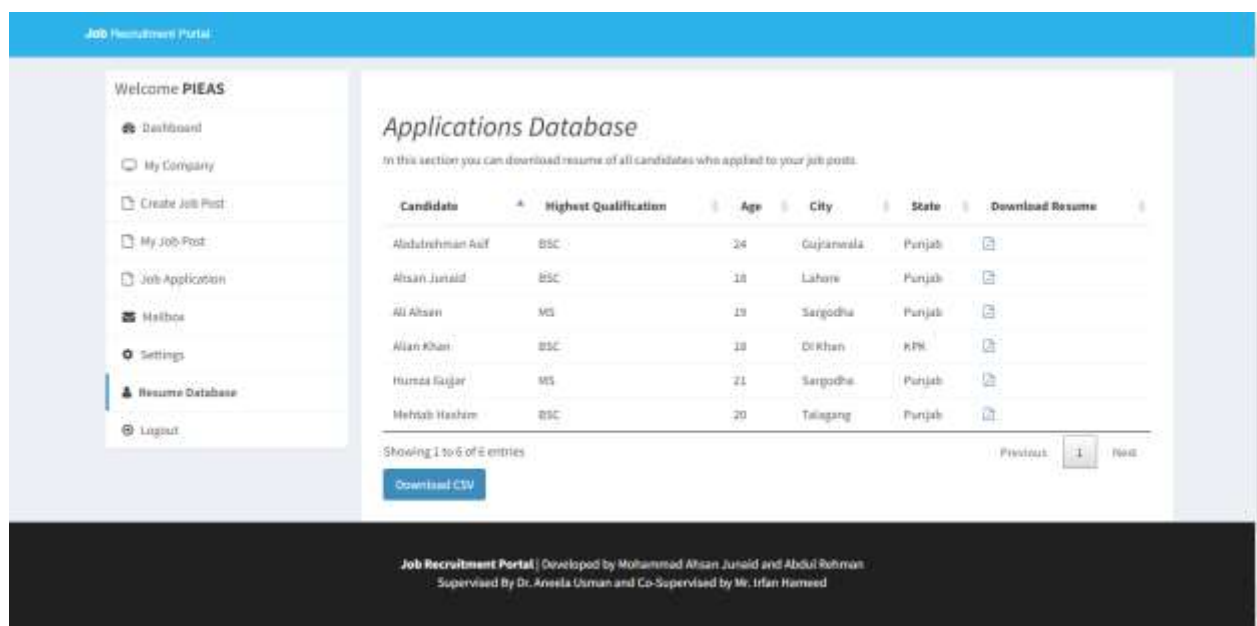 Job Recruitment Portal
Welcome PIEAS
Dashboard
My Company
Create Job Post
My Job Post
Job Application
Mailbox
Settings
Resume Database
Logout
Applications Database
In this section you can download resume of all candidates who applied to your job posts.
Candidate Highest Qualification Age City State Download Resume
Abdulrehman Asif BSC 24 Gujranwala Punjab
Ahsan Junaid BSC 18 Lahore Punjab
Ali Ahsen MS 19 Sargodha Punjab
Alian Khan BSC 18 DI Khan KPK
Humza Gujjar MS 21 Sargodha Punjab
Mehtab Hashim BSC 20 Talagang Punjab
Showing 1 to 6 of 6 entries
Previous 1 Next
Download CSV
Job Recruitment Portal | Developed by Mohammad Ahsan Junaid and Abdul Rehman
Supervised By Dr. Aneela Usman and Co-Supervised by Mr. Irfan Hameed